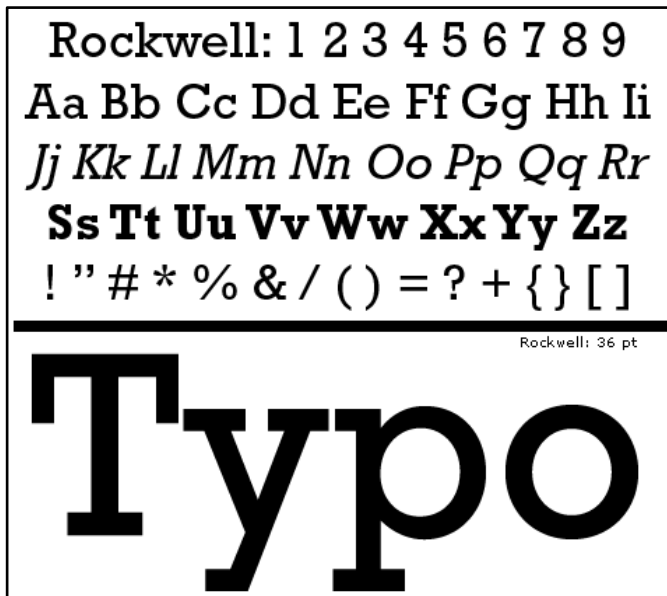 Rockwell: 1 2 3 4 5 6 7 8 9
Aa Bb Cc Dd Ee Ff Gg Hh Ii
Jj Kk Ll Mm Nn Oo Pp Qq Rr
Ss Tt Uu Vv Ww Xx Yy Zz
! ” # * % & / ( ) = ? + { } [ ]
Rockwell: 36 pt
Typo